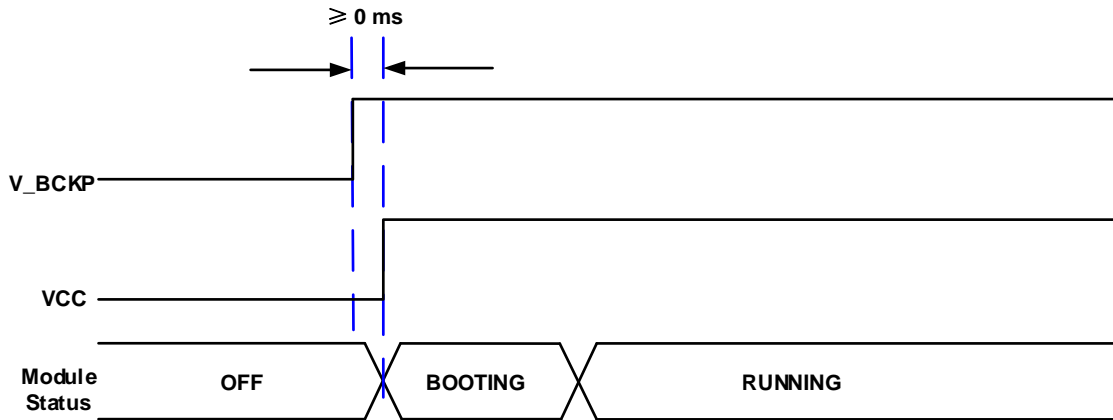 ⩾ 0 ms
V_BCKP
VCC
Module
Status
OFF
BOOTING
RUNNING